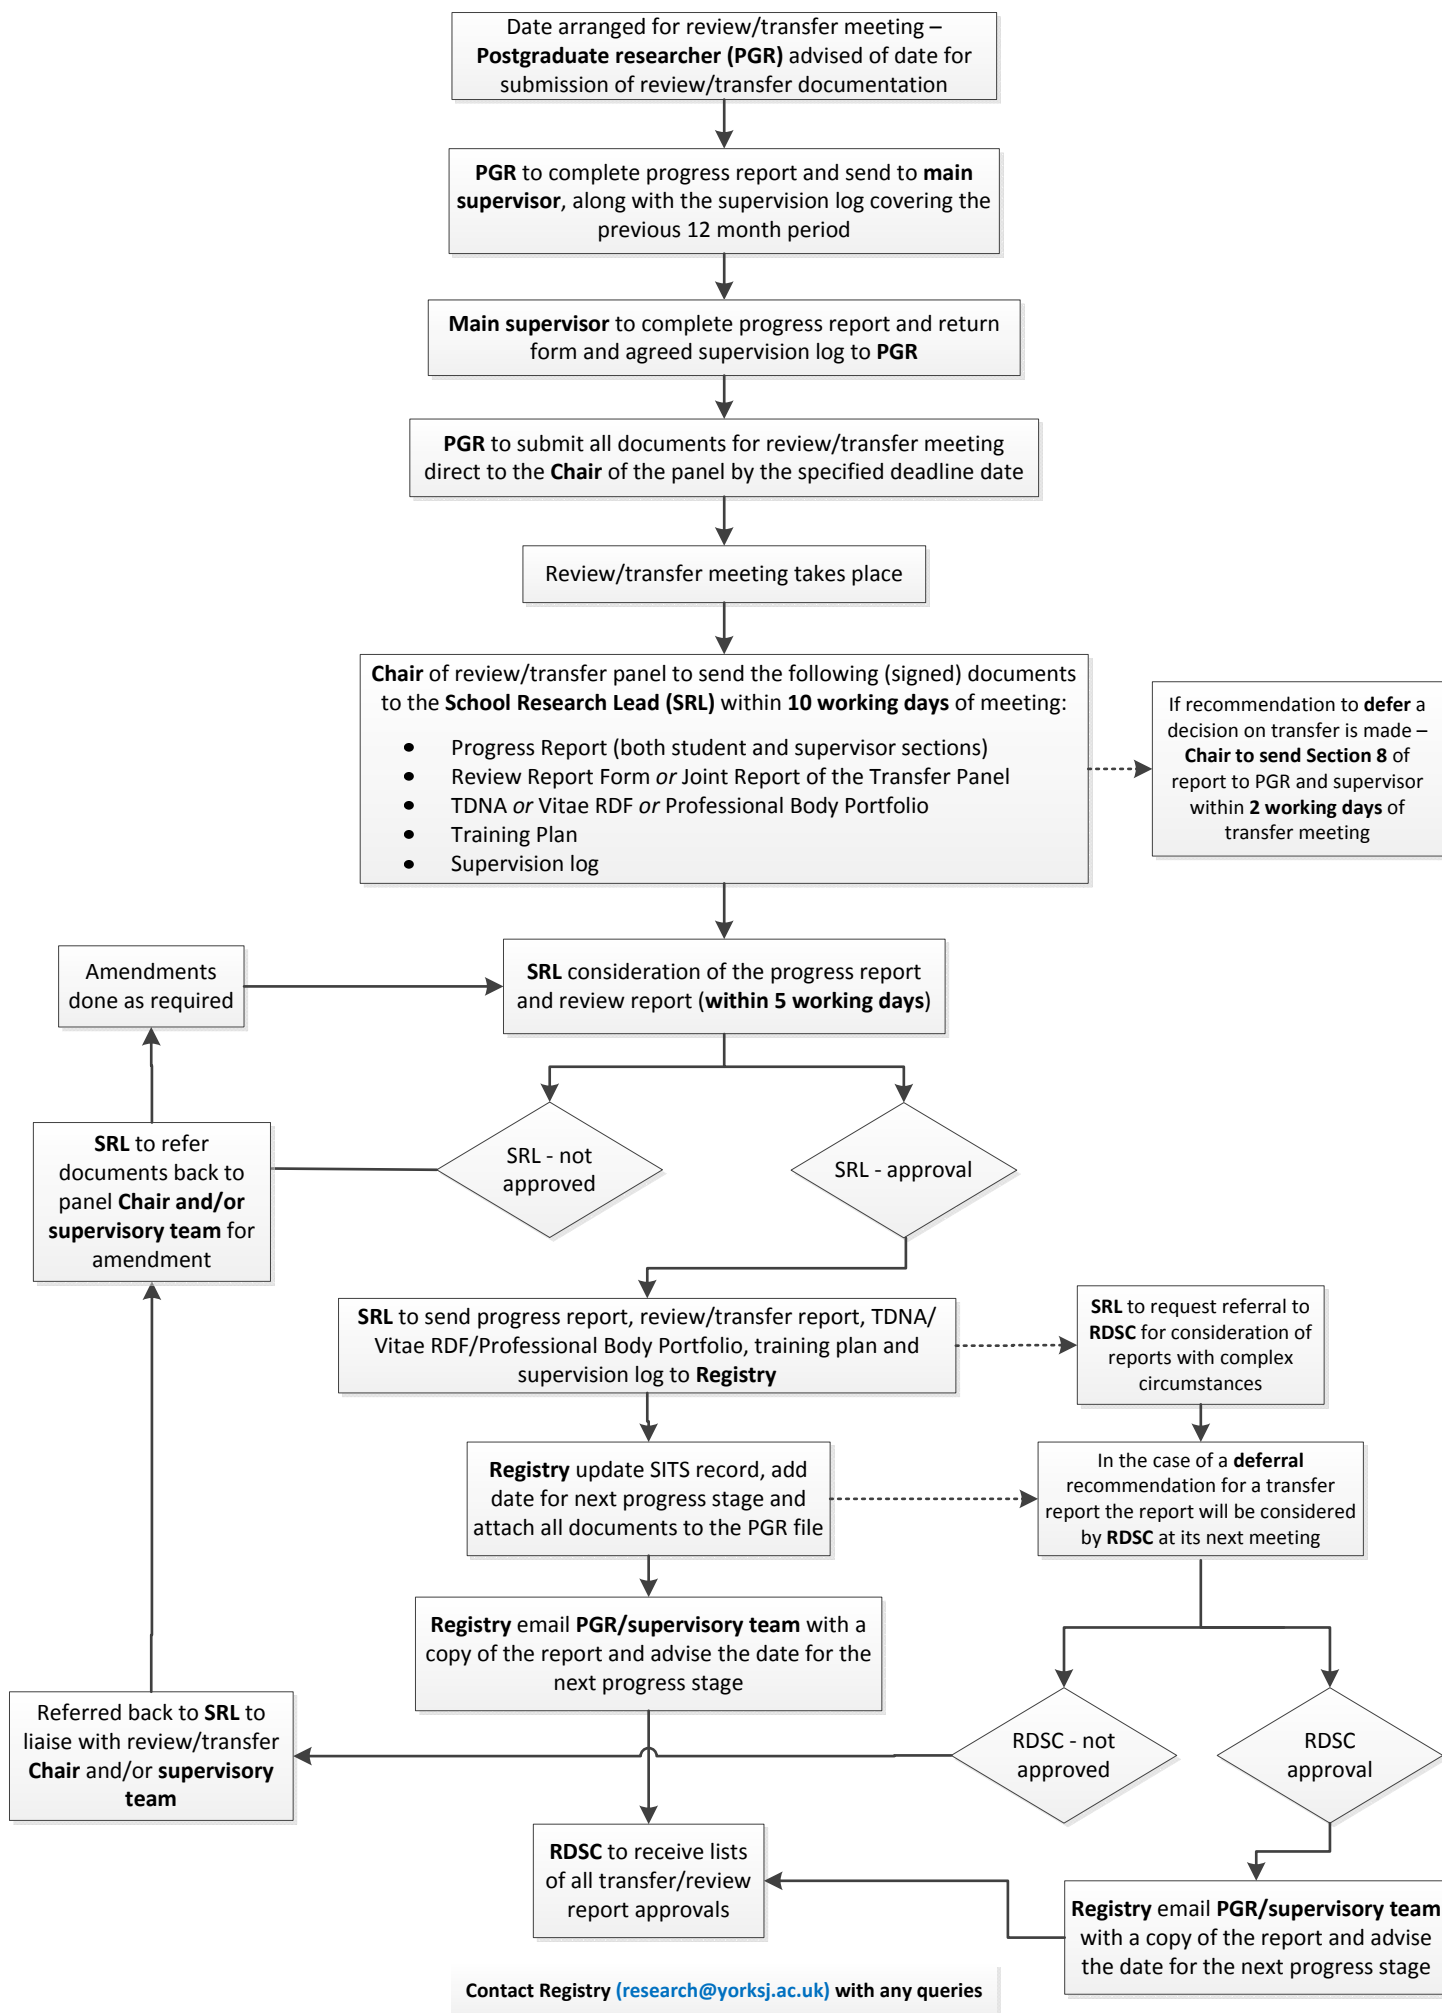 Date arranged for review/transfer meeting –
Postgraduate researcher (PGR) advised of date for
submission of review/transfer documentation
PGR to complete progress report and send to main
supervisor, along with the supervision log covering the
previous 12 month period
Main supervisor to complete progress report and return
form and agreed supervision log to PGR
PGR to submit all documents for review/transfer meeting
direct to the Chair of the panel by the specified deadline date
Review/transfer meeting takes place
Chair of review/transfer panel to send the following (signed) documents
to the School Research Lead (SRL) within 10 working days of meeting:
• Progress Report (both student and supervisor sections)
• Review Report Form or Joint Report of the Transfer Panel
• TDNA or Vitae RDF or Professional Body Portfolio
• Training Plan
• Supervision log
If recommendation to defer a
decision on transfer is made –
Chair to send Section 8 of
report to PGR and supervisor
within 2 working days of
transfer meeting
Amendments
done as required
SRL consideration of the progress report
and review report (within 5 working days)
SRL to refer
documents back to
panel Chair and/or
supervisory team for
amendment
SRL - not
approved
SRL - approval
SRL to send progress report, review/transfer report, TDNA/
Vitae RDF/Professional Body Portfolio, training plan and
supervision log to Registry
SRL to request referral to
RDSC for consideration of
reports with complex
circumstances
Registry update SITS record, add
date for next progress stage and
attach all documents to the PGR file
In the case of a deferral
recommendation for a transfer
report the report will be considered
by RDSC at its next meeting
Registry email PGR/supervisory team with a
copy of the report and advise the date for the
next progress stage
Referred back to SRL to
liaise with review/transfer
Chair and/or supervisory
team
RDSC - not
approved
RDSC
approval
RDSC to receive lists
of all transfer/review
report approvals
Registry email PGR/supervisory team
with a copy of the report and advise
the date for the next progress stage
Contact Registry (research@yorksj.ac.uk) with any queries